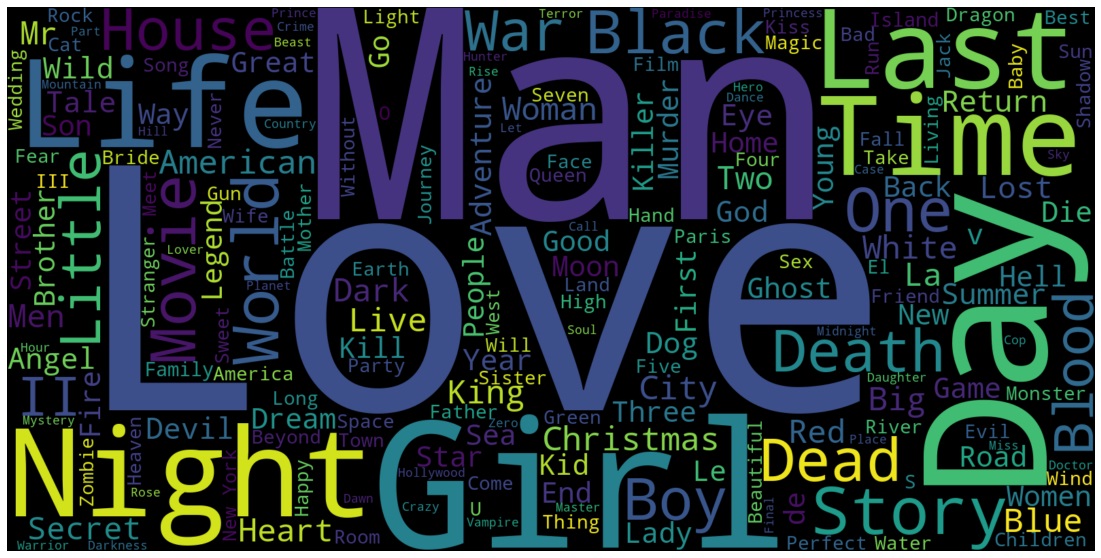 Love
Man
Girl
Night
Day
Life
Last
Time
Story
House
Black
War
World
Movie
Little
Dead
Death
Boy
One
Blood
II
Mr
Rock
Prince
Crime
Part
Cat
Beast
Wild
Song
Great
Mountain
Wedding
Tale
Son
Way
Hill
Never
Country
Fear
Bride
American
III
Light
Go
Without
O
Journey
Hunter
Rise
Let
Terror
Adventure
Film
Seven
Woman
Face
Queen
Killer
Murder
Paradise
Kiss
Princess
Magic
Hero
Dance
Eye
Home
Four
Two
God
Bad
Island
Run
Dragon
Jack
Best
Baby
Sun
Shadow
Return
Living
Fall
Take
Case
Sky
Young
Back
Lost
Die
White
V
El
La
Hell
Friend
Summer
New
Midnight
Cop
Daughter
Game
Monster
Big
River
Evil
Miss
Road
Doctor
Wind
Women
Blue
Children
Water
S
Perfect
Place
Red
de
Street
Men
Brother
Angel
Hour
Stranger
Meet
Lover
Gun
Legend
Wife
Sweet
Planet
Battle
Mother
Family
America
Fire
Mystery
Devil
Zombie
Heaven
Rose
Secret
Warrior
Darkness
New York
Heart
Beyond
Town
Happy
Dawn
Room
Long
Dream
Space
Party
Earth
Dark
Live
Kill
People
West
Year
Will
Sister
King
Father
Zero
Sea
Star
Hollywood
Come
Crazy
U
Vampire
Call
Hand
Good
Moon
Land
High
Soul
Paris
First
Dog
Five
City
Three
Green
Christmas
Kid
Le
End
Master
Thing
Lady
Beautiful
Final
Sex
Ghost